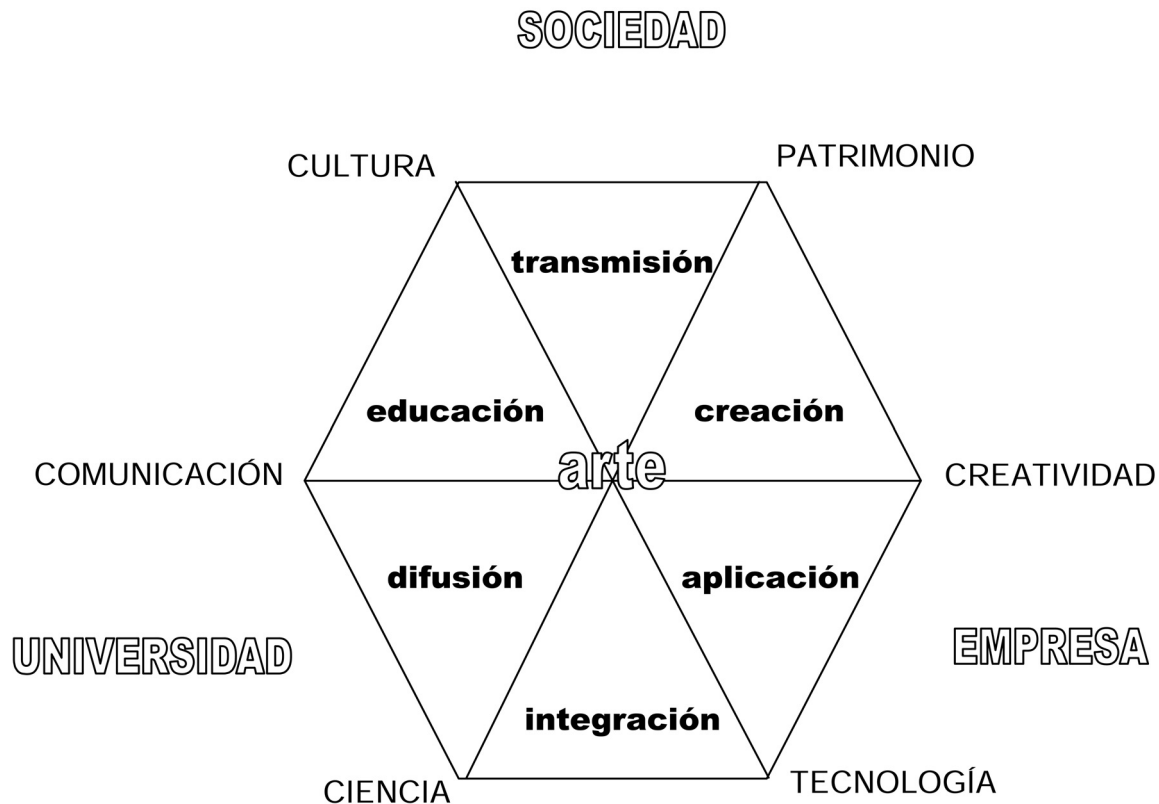 SOCIEDAD
CULTURA
PATRIMONIO
transmisión
educación
creación
COMUNICACIÓN
arte
CREATIVIDAD
difusión
aplicación
UNIVERSIDAD
EMPRESA
integración
CIENCIA
TECNOLOGÍA